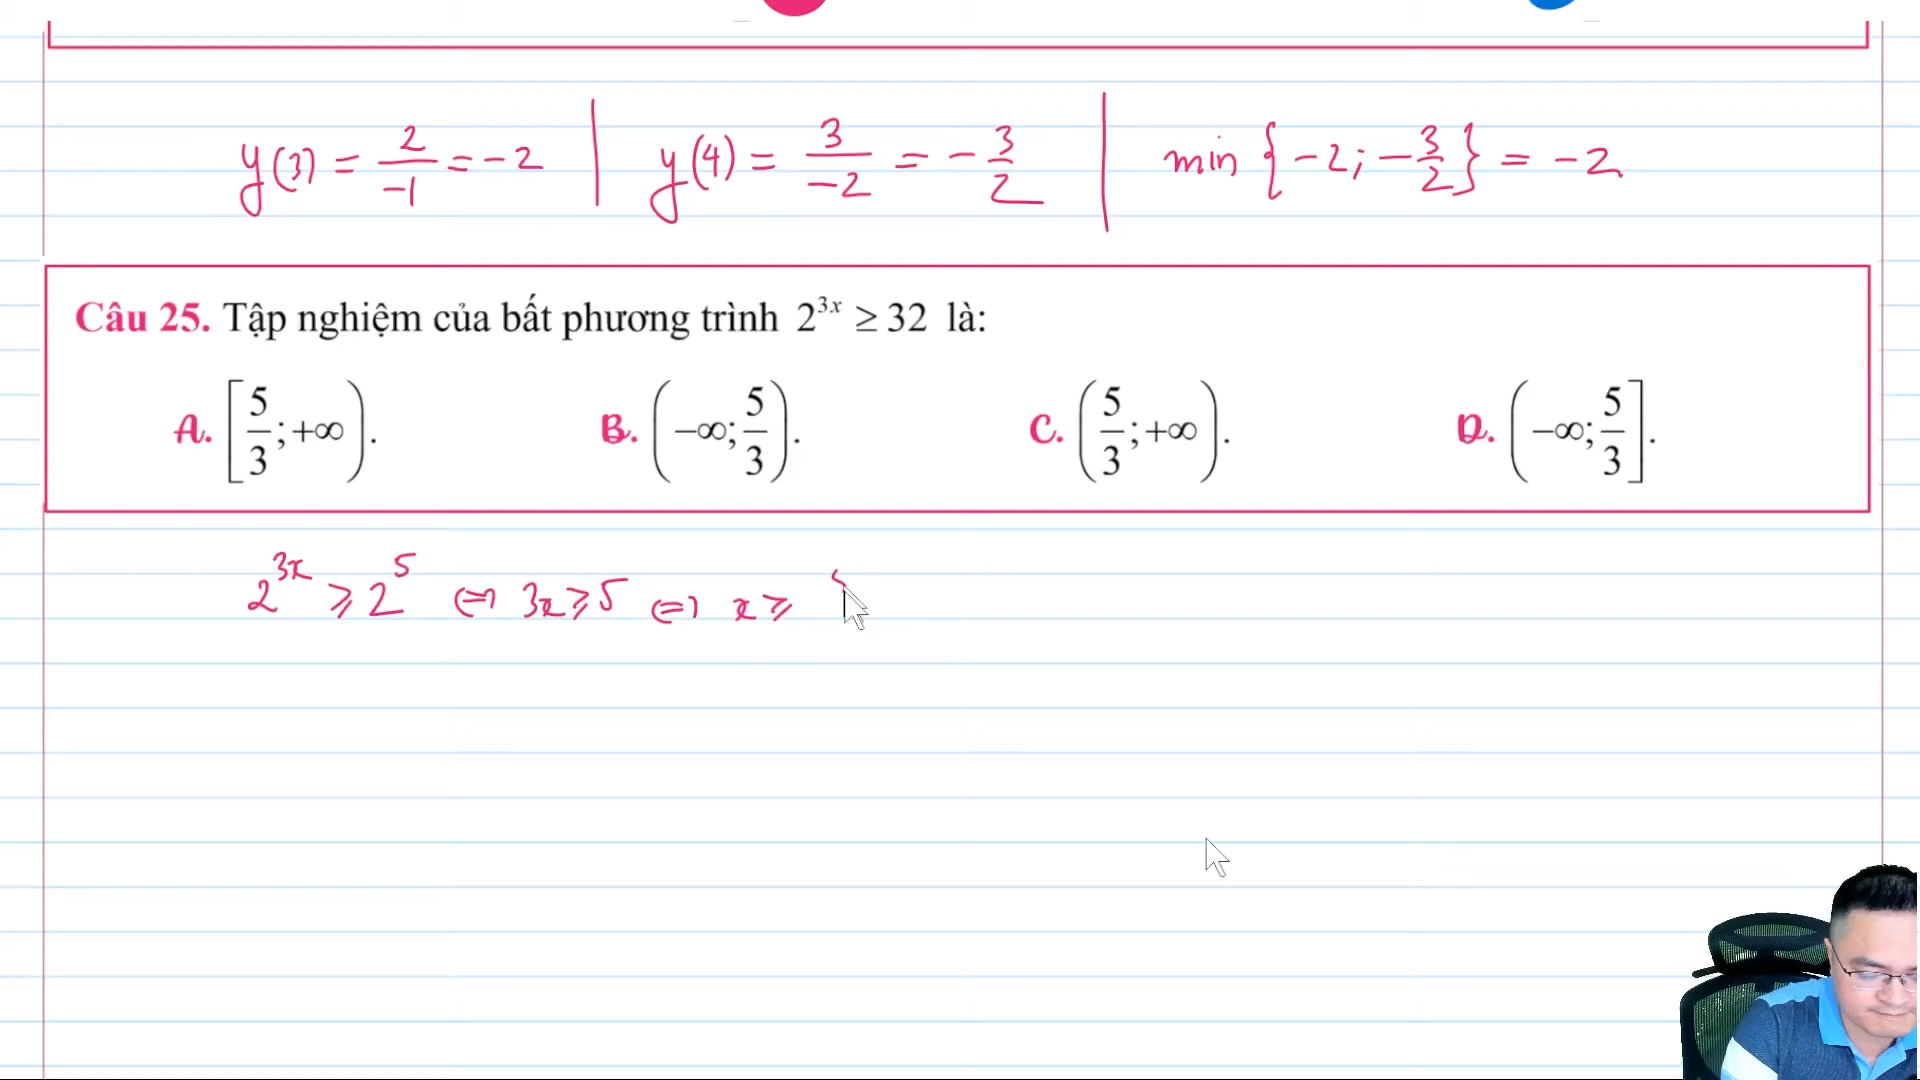 y(3) = 2/-1 = -2 | y(4) = 3/-2 = -3/2 | min {-2; -3/2} = -2
Câu 25. Tập nghiệm của bất phương trình 2^{3x} ≥ 32 là:
A. [5/3; +∞). B. (-∞; 5/3). C. (5/3; +∞). D. (-∞; 5/3].
2^{3x} ≥ 2^5 ⇔ 3x ≥ 5 ⇔ x ≥